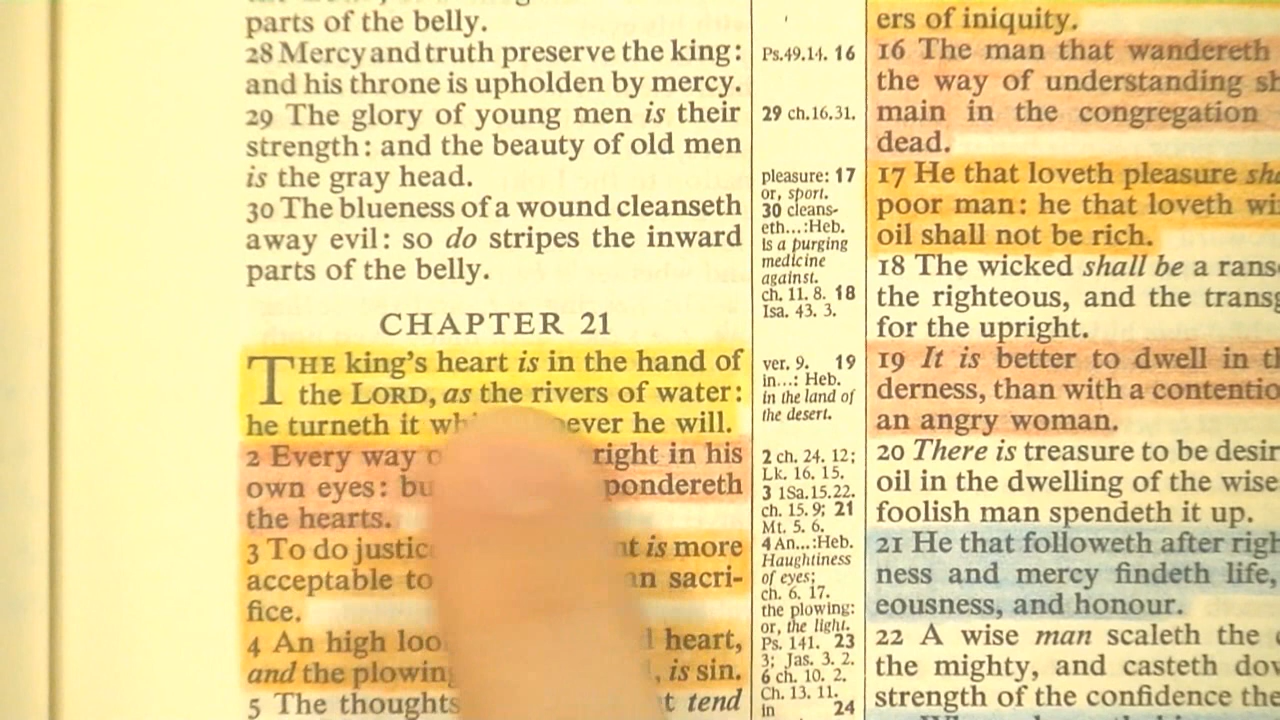 parts of the belly.
28 Mercy and truth preserve the king:
and his throne is upholden by mercy.
29 The glory of young men is their
strength: and the beauty of old men
is the gray head.
30 The blueness of a wound cleanseth
away evil: so do stripes the inward
parts of the belly.
CHAPTER 21
THE king's heart is in the hand of
the LORD, as the rivers of water:
he turneth it he will.
2 Every way right in his
own eyes: pondereth
the hearts.
3 To do is more
acceptable to sacri-
fice.
4 An high heart,
and the is sin.
5 The thoughts tend
Ps.49.14. 16
29 ch.16.31.
pleasure: 17
or, sport.
30 cleans-
eth...:Heb.
is a purging
medicine
against.
ch. 11. 8. 18
Isa. 43. 3.
ver. 9. 19
in...: Heb.
in the land of
the desert.
2 ch. 24. 12;
Lk. 16. 15.
3 1Sa.15.22.
ch. 15. 9; 21
Mt. 5. 6.
4 An...:Heb.
Haughtiness
of eyes;
ch. 6. 17.
the plowing:
or, the light.
Ps. 141. 23
3; Jas. 3. 2.
6 ch. 10. 2.
Ch. 13. 11.
in 24
ers of iniquity.
16 The man that wandereth
the way of understanding
main in the congregation
dead.
17 He that loveth pleasure
poor man: he that loveth
oil shall not be rich.
18 The wicked shall be a
the righteous, and the
for the upright.
19 It is better to dwell in
derness, than with a
an angry woman.
20 There is treasure to be
oil in the dwelling of the wise
foolish man spendeth it up.
21 He that followeth after
ness and mercy findeth life,
eousness, and honour.
22 A wise man scaleth the
the mighty, and casteth
strength of the confidence